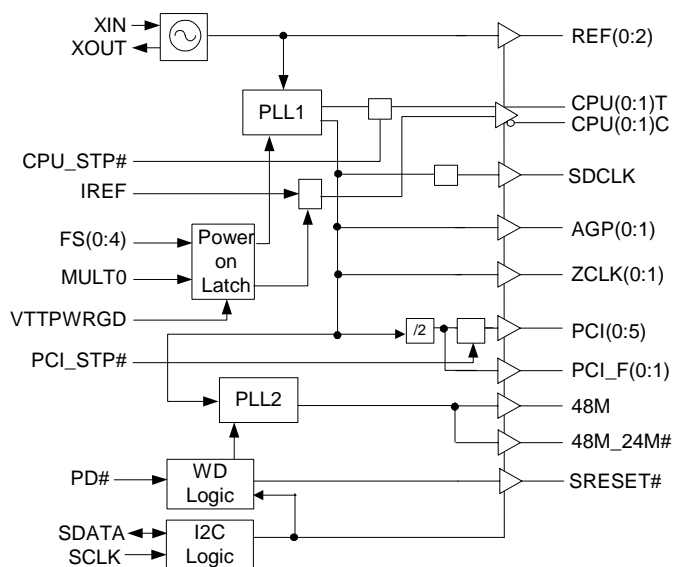 XIN
XOUT
REF(0:2)
PLL1
CPU(0:1)T
CPU(0:1)C
CPU_STP#
SDCLK
IREF
FS(0:4)
Power
on
Latch
AGP(0:1)
MULT0
ZCLK(0:1)
VTTPWRGD
/2
PCI(0:5)
PCI_STP#
PCI_F(0:1)
PLL2
48M
48M_24M#
PD#
WD
Logic
SRESET#
SDATA
SCLK
I2C
Logic